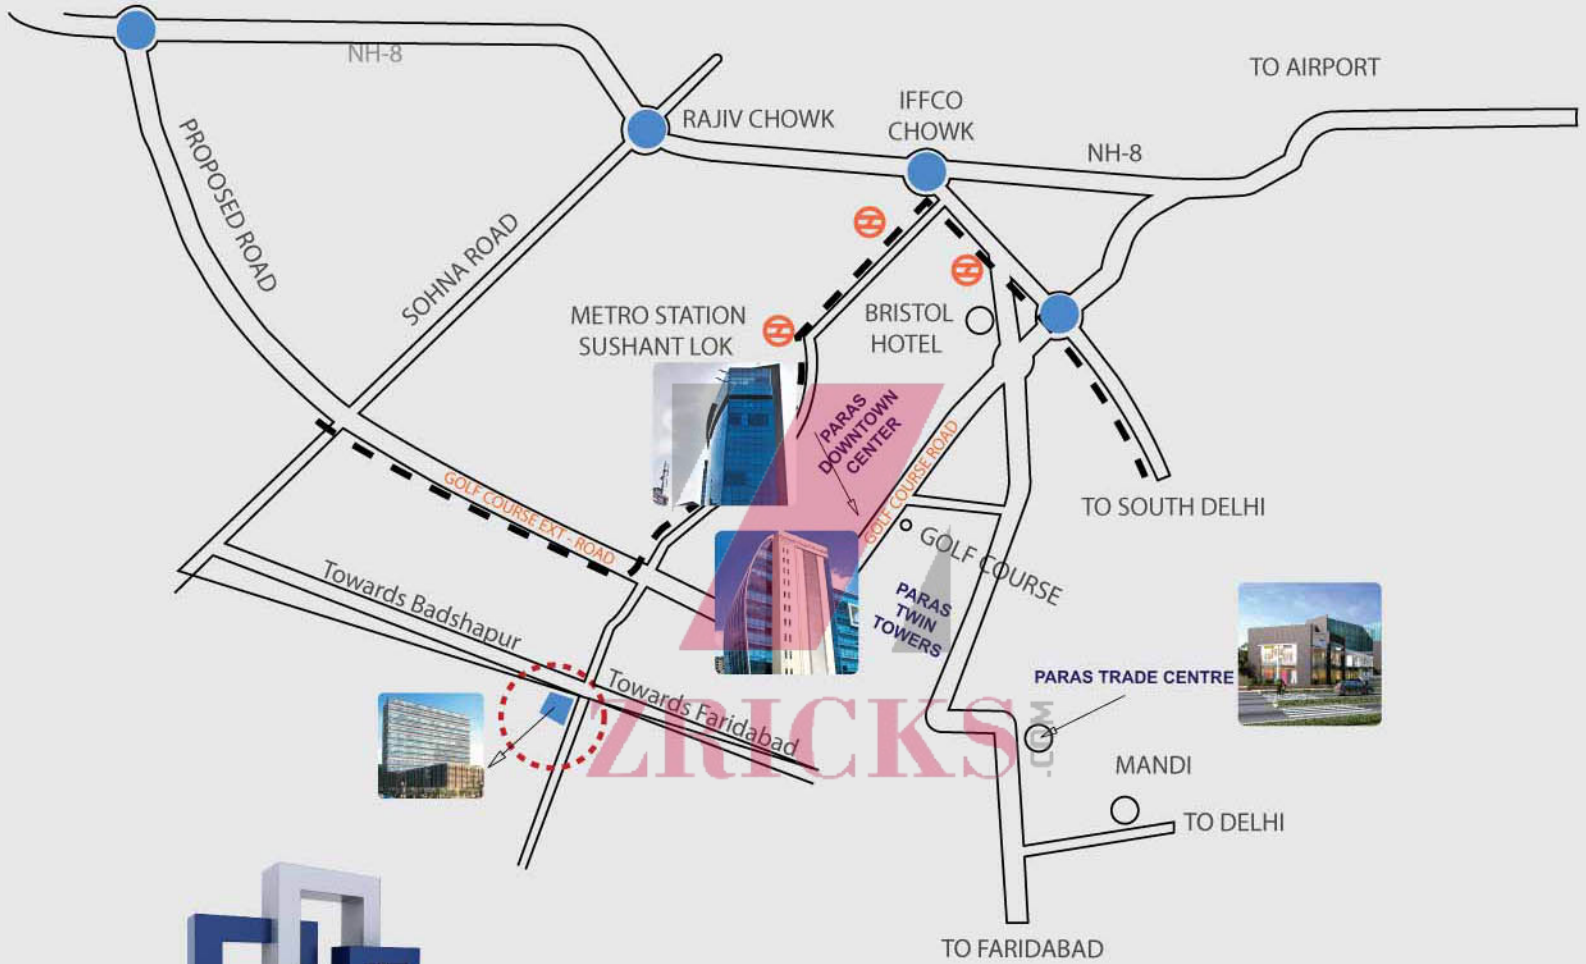 NH-8
TO AIRPORT
RAJIV CHOWK
IFFCO
CHOWK
NH-8
PROPOSED ROAD
SOHNA ROAD
METRO STATION
SUSHANT LOK
BRISTOL
HOTEL
PARAS
DOWNTOWN
CENTER
GOLF COURSE ROAD
GOLF COURSE EXT - ROAD
TO SOUTH DELHI
GOLF COURSE
Towards Badshapur
PARAS
TWIN
TOWERS
Towards Faridabad
PARAS TRADE CENTRE
ZRICKS
.COM
MANDI
TO DELHI
TO FARIDABAD